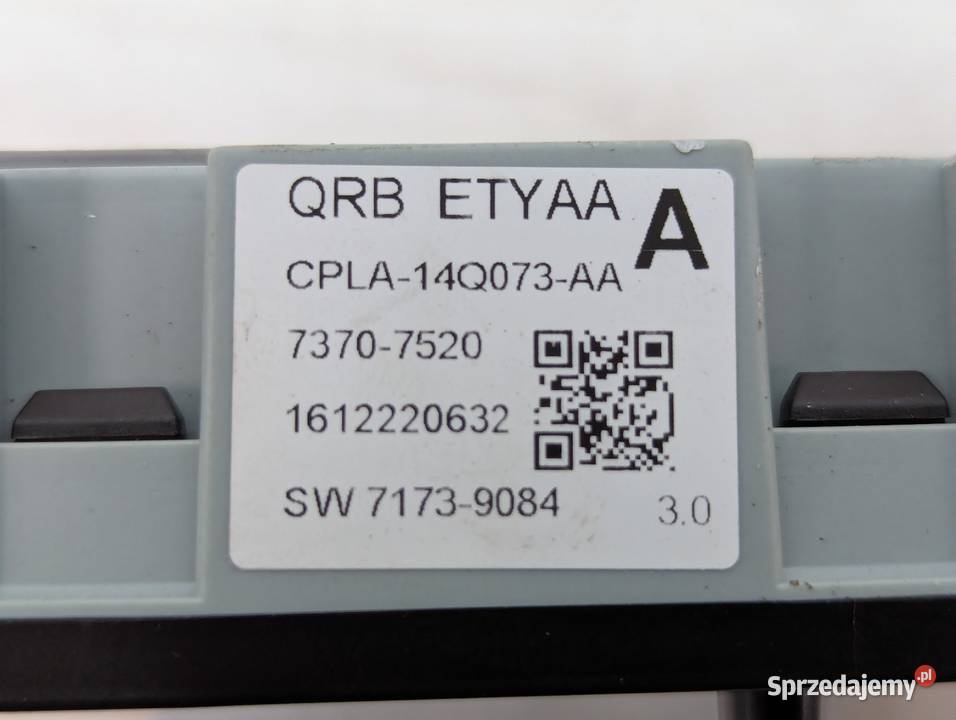 QRB ETYAA A
CPLA-14Q073-AA
7370-7520
1612220632
SW 7173-9084 3.0
Sprzedajemy.pl